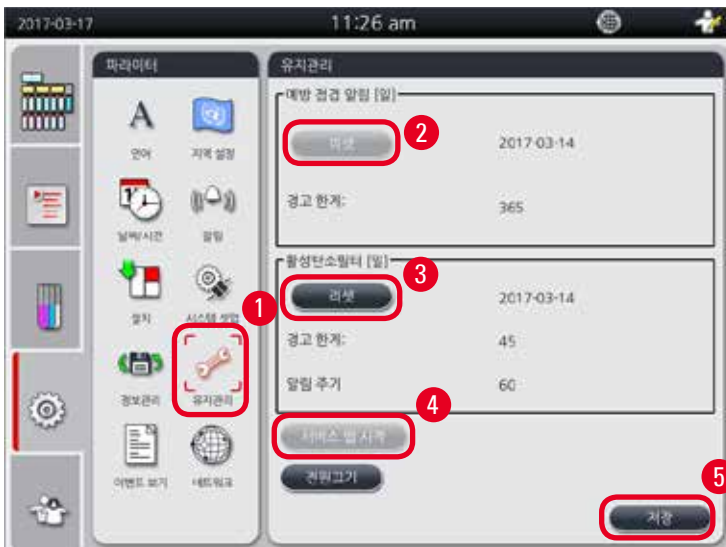 2017-03-17 11:26 am
파라미터
언어
지역 설정
날짜/시간
알림
설치
시스템 셋업
정보관리
유지관리
이벤트 보기
네트워크
유지관리
예방 점검 알림 [일]
리셋
2017-03-14
경고 한계:
365
활성탄소필터 [일]
리셋
2017-03-14
경고 한계:
45
알림 주기
60
서비스 앱 시작
전원끄기
저장
1
2
3
4
5